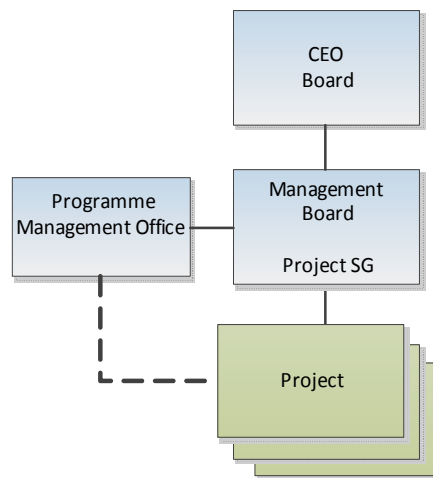 CEO
Board
Management
Board
Project SG
Programme
Management Office
Project